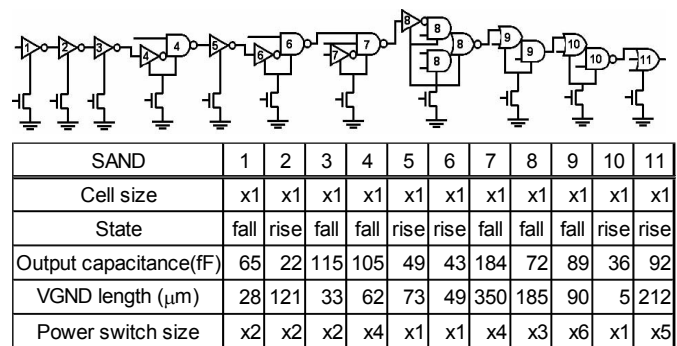 1 2 3 4 4 5 6 6 7 7 8 8 8 8 9 9 10 10 11
SAND 1 2 3 4 5 6 7 8 9 10 11
Cell size x1 x1 x1 x1 x1 x1 x1 x1 x1 x1 x1
State fall rise fall fall rise rise fall fall fall rise rise
Output capacitance(fF) 65 22 115 105 49 43 184 72 89 36 92
VGND length (μm) 28 121 33 62 73 49 350 185 90 5 212
Power switch size x2 x2 x2 x4 x1 x1 x4 x3 x6 x1 x5